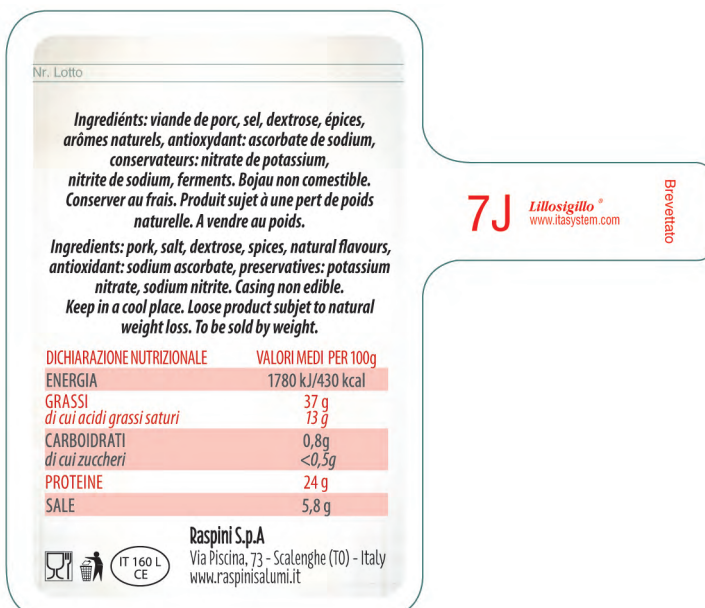 Nr. Lotto
Ingrediénts: viande de porc, sel, dextrose, épices,
arômes naturels, antioxydant: ascorbate de sodium,
conservateurs: nitrate de potassium,
nitrite de sodium, ferments. Bojau non comestible.
Conserver au frais. Produit sujet à une pert de poids
naturelle. A vendre au poids.
Ingredients: pork, salt, dextrose, spices, natural flavours,
antioxidant: sodium ascorbate, preservatives: potassium
nitrate, sodium nitrite. Casing non edible.
Keep in a cool place. Loose product subjet to natural
weight loss. To be sold by weight.
DICHIARAZIONE NUTRIZIONALE VALORI MEDI PER 100g
ENERGIA 1780 kJ/430 kcal
GRASSI 37 g
di cui acidi grassi saturi 13 g
CARBOIDRATI 0,8g
di cui zuccheri <0,5g
PROTEINE 24 g
SALE 5,8 g
Raspini S.p.A
Via Piscina, 73 - Scalenghe (TO) - Italy
www.raspinisalumi.it
IT 160 L
CE
7J
Lillosigillo ®
www.itasystem.com
Brevettato